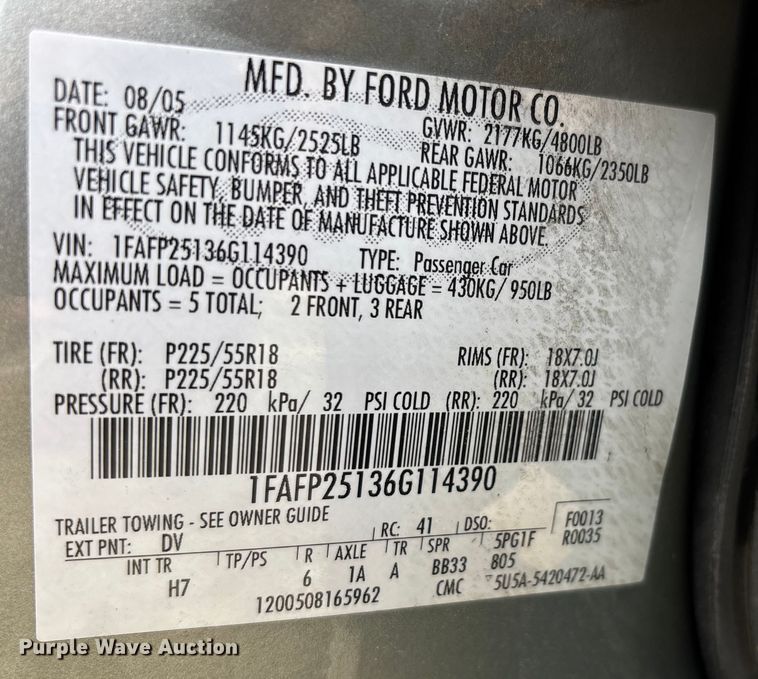 MFD. BY FORD MOTOR CO.
DATE: 08/05 GVWR: 2177KG/4800LB
FRONT GAWR: 1145KG/2525LB REAR GAWR: 1066KG/2350LB
THIS VEHICLE CONFORMS TO ALL APPLICABLE FEDERAL MOTOR
VEHICLE SAFETY, BUMPER, AND THEFT PREVENTION STANDARDS
IN EFFECT ON THE DATE OF MANUFACTURE SHOWN ABOVE.
VIN: 1FAFP25136G114390 TYPE: Passenger Car
MAXIMUM LOAD = OCCUPANTS + LUGGAGE = 430KG/ 950LB
OCCUPANTS = 5 TOTAL; 2 FRONT, 3 REAR
TIRE (FR): P225/55R18 RIMS (FR): 18X7.0J
(RR): P225/55R18 (RR): 18X7.0J
PRESSURE (FR): 220 kPa/ 32 PSI COLD (RR): 220 kPa/ 32 PSI COLD
1FAFP25136G114390
TRAILER TOWING - SEE OWNER GUIDE
EXT PNT: DV RC: 41 DSO: F0013
INT TR TP/PS R AXLE TR SPR 5PG1F R0035
H7 6 1A A BB33 805
1200508165962 CMC 5U5A-5420472-AA
Purple Wave Auction